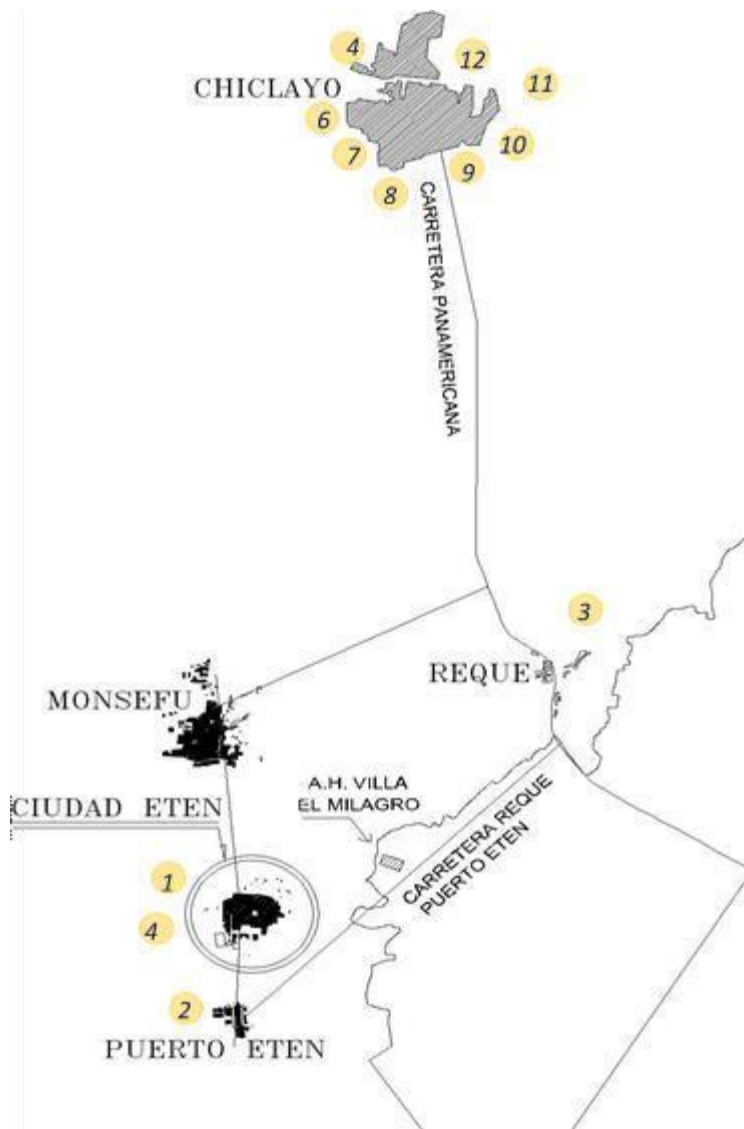 4
12
CHICLAYO
11
6
10
7
9
8
CARRETERA PANAMERICANA
3
REQUE
MONSEFU
A.H. VILLA
EL MILAGRO
CIUDAD ETEN
CARRETERA REQUE
PUERTO ETEN
1
4
2
PUERTO ETEN